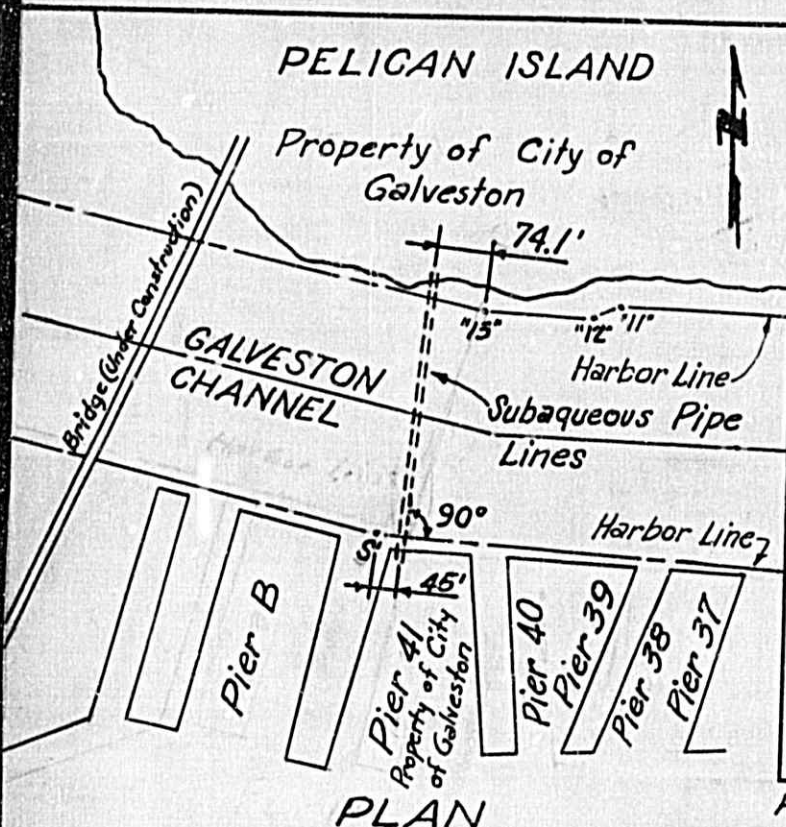 PELICAN ISLAND
N
Property of City of
Galveston
74.1'
"13"
"12"
"11"
Harbor Line
Bridge (Under Construction)
GALVESTON
CHANNEL
Subaqueous Pipe
Lines
90°
Harbor Line
45'
Pier B
Pier 41
Property of City
of Galveston
Pier 40
Pier 39
Pier 38
Pier 37
PLAN